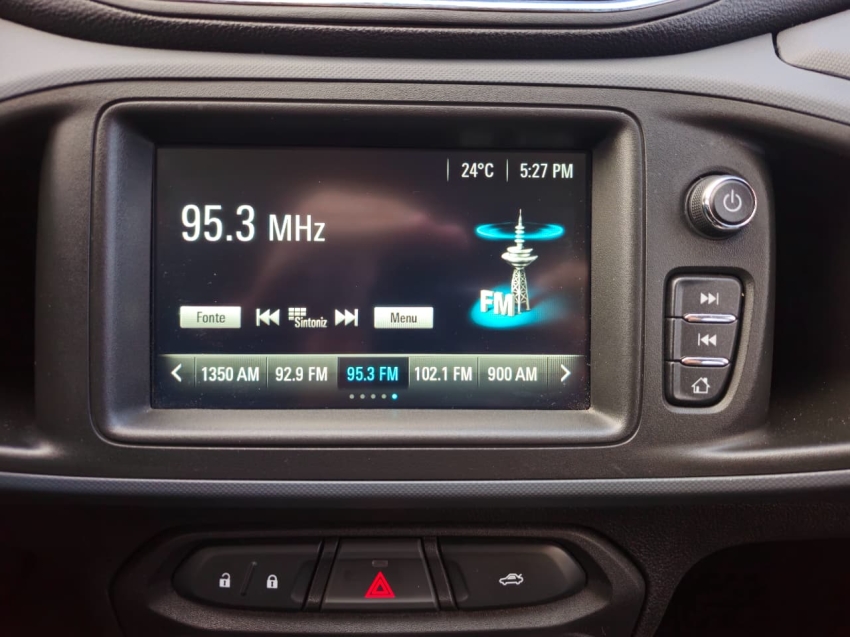 24°C 5:27 PM
95.3 MHz
FM
Fonte Sintoniz Menu
1350 AM 92.9 FM 95.3 FM 102.1 FM 900 AM